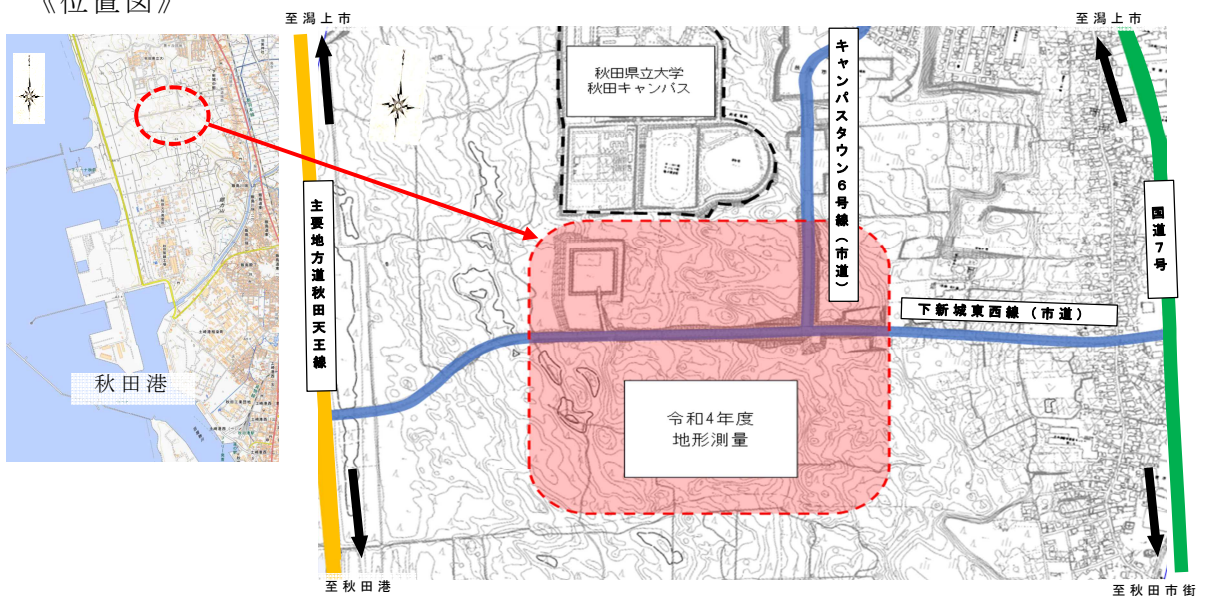 《位置図》
至潟上市
至潟上市
秋田県立大学
秋田キャンパス
キャンパスタウン6号線（市道）
主要地方道秋田天王線
国道7号
下新城東西線（市道）
秋田港
令和4年度
地形測量
至秋田港
至秋田市街